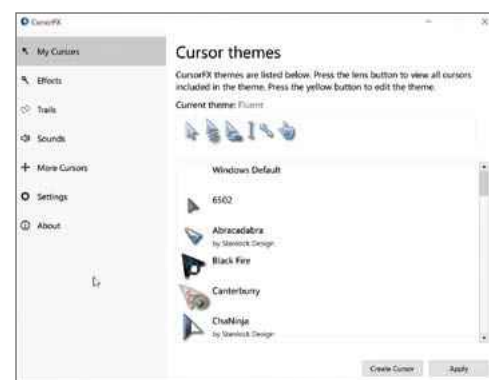 CursorFX
My Cursors
Effects
Trails
Sounds
More Cursors
Settings
About
Cursor themes
CursorFX themes are listed below. Press the lens button to view all cursors
included in the theme. Press the yellow button to edit the theme.
Current theme: Fluent
Windows Default
6502
Abracadabra
by Stardock Design
Black Fire
Canterbury
ChaNinja
by Stardock Design
Create Cursor
Apply